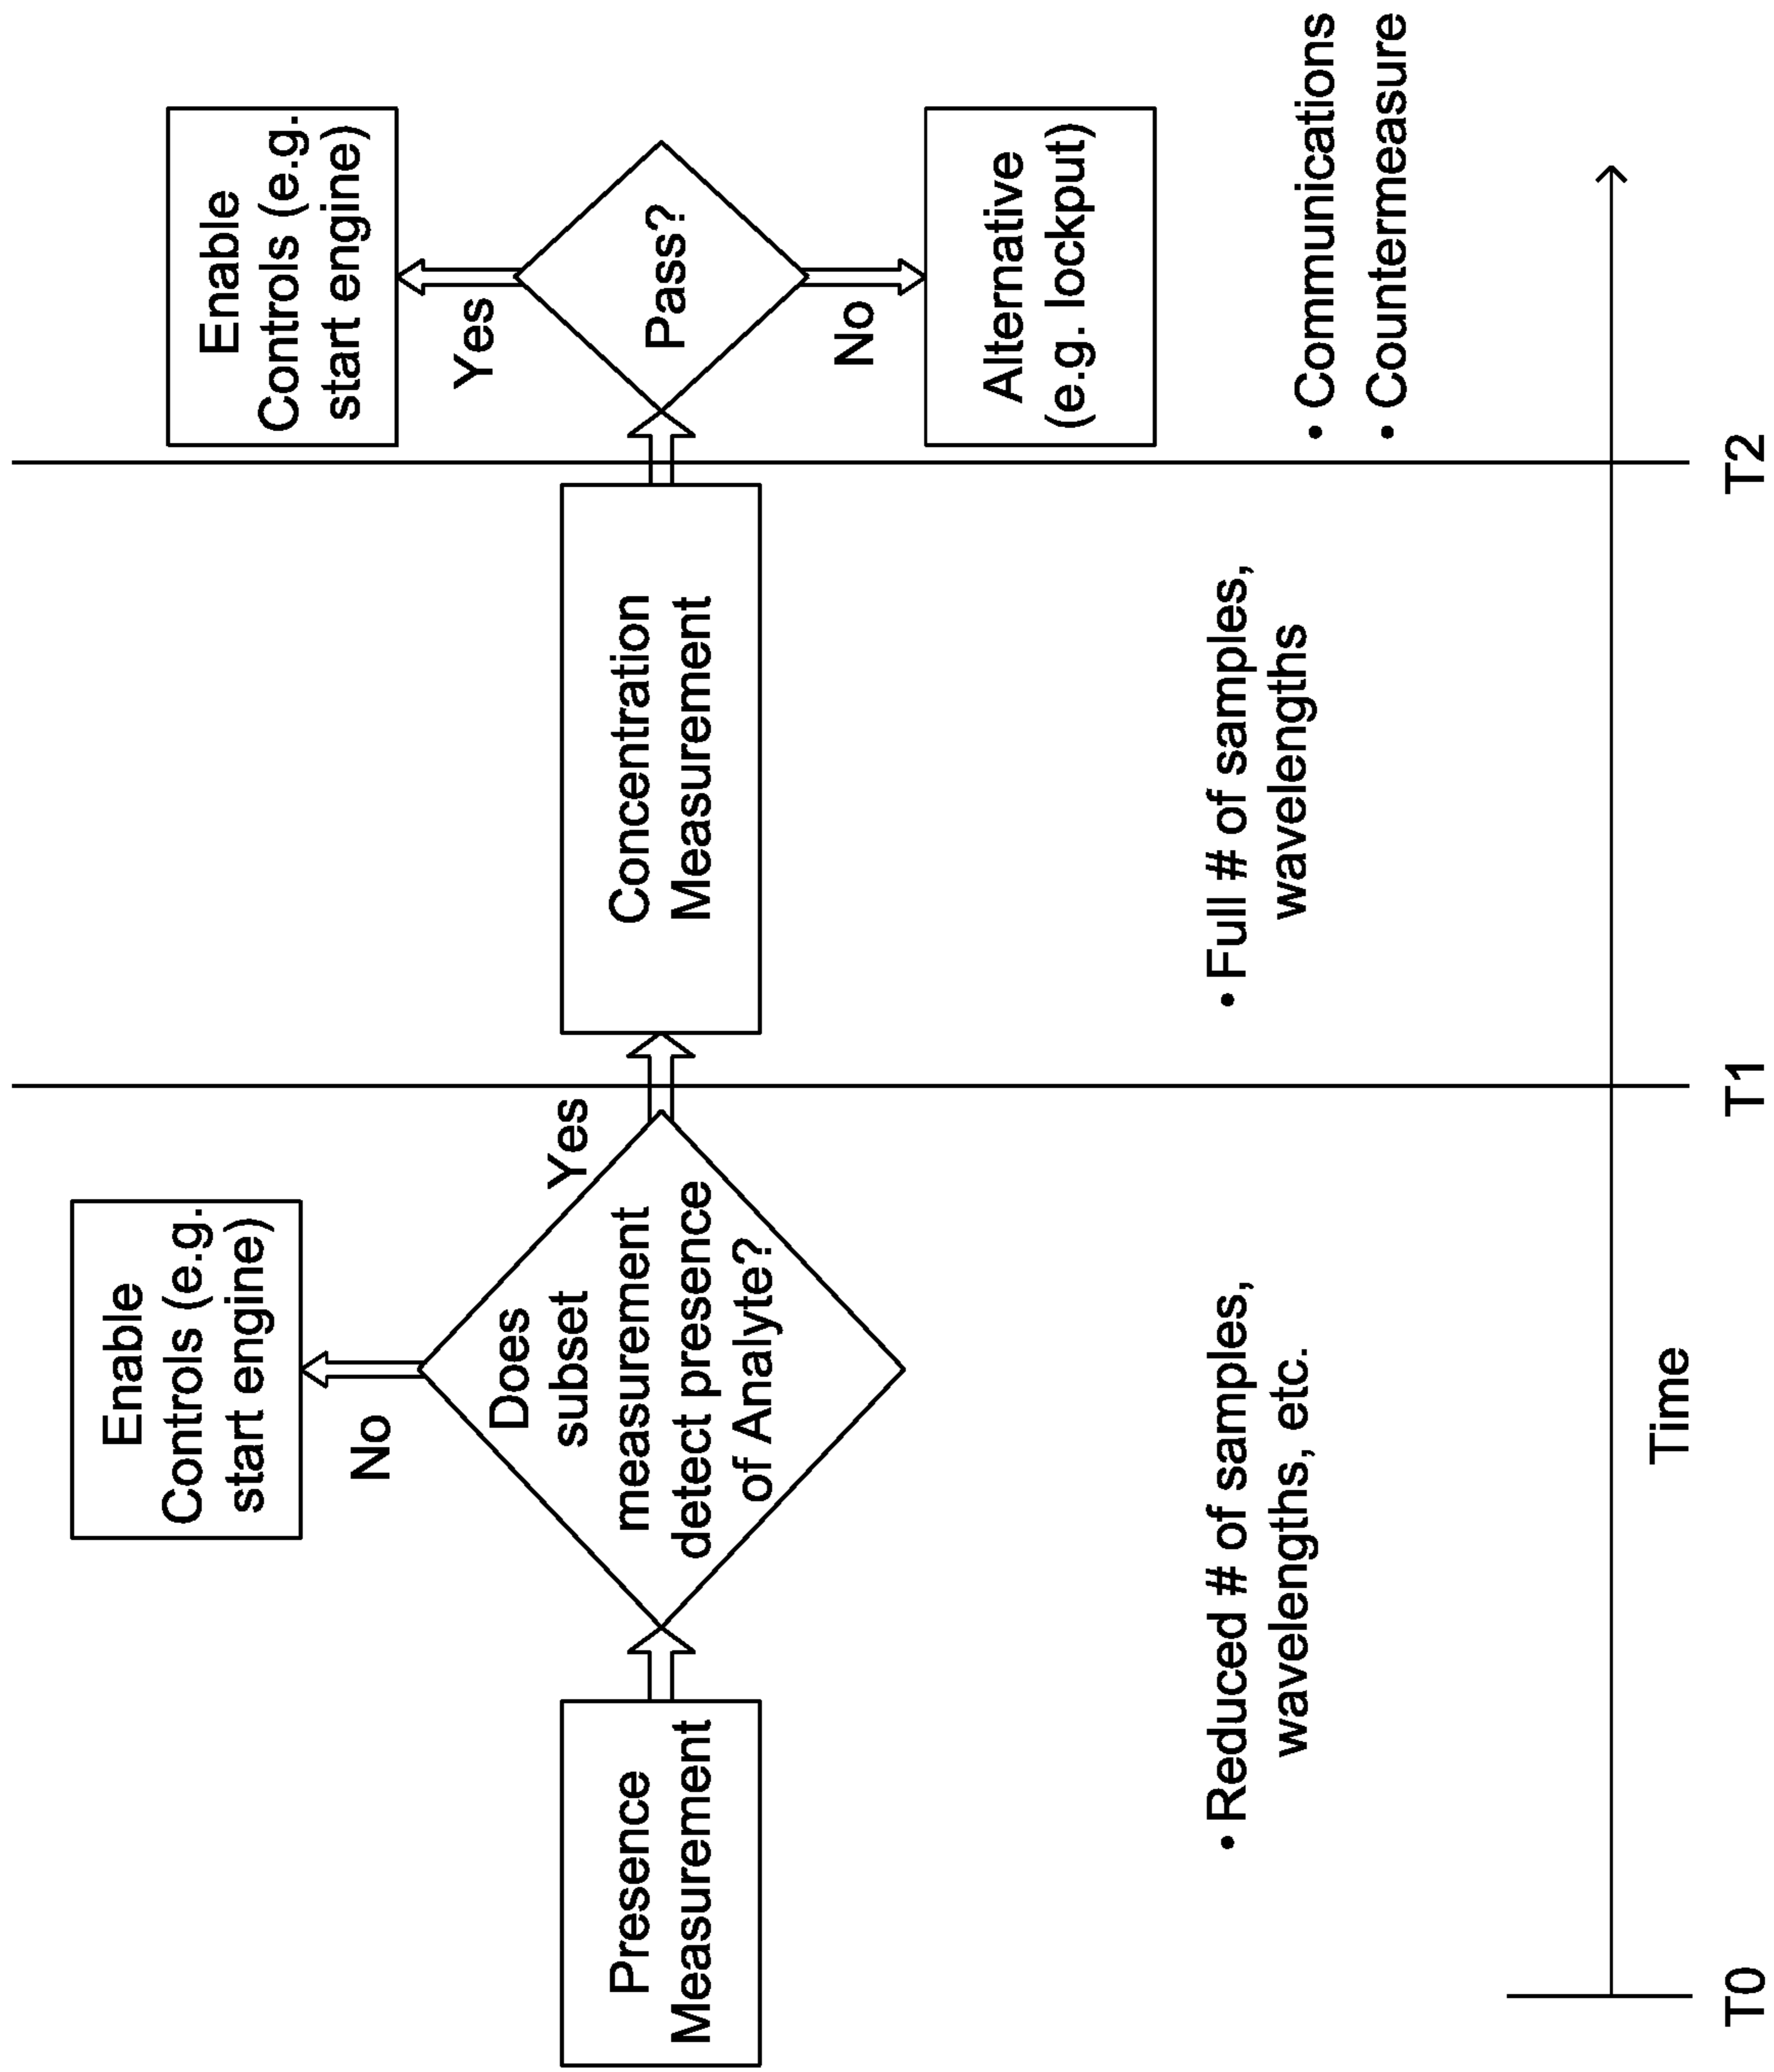 Presence
Measurement
Does
subset
measurement
detect presence
of Analyte?
No
Enable
Controls (e.g.
start engine)
Yes
Concentration
Measurement
Pass?
Yes
Enable
Controls (e.g.
start engine)
No
Alternative
(e.g. lockput)
• Reduced # of samples,
wavelengths, etc.
• Full # of samples,
wavelengths
• Communications
• Countermeasure
Time
T0
T1
T2